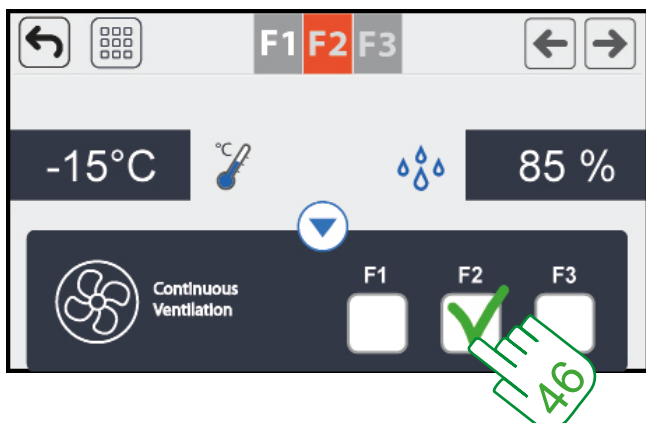 F1 F2 F3
-15°C °C 85 %
F1 F2 F3
Continuous
Ventilation
46